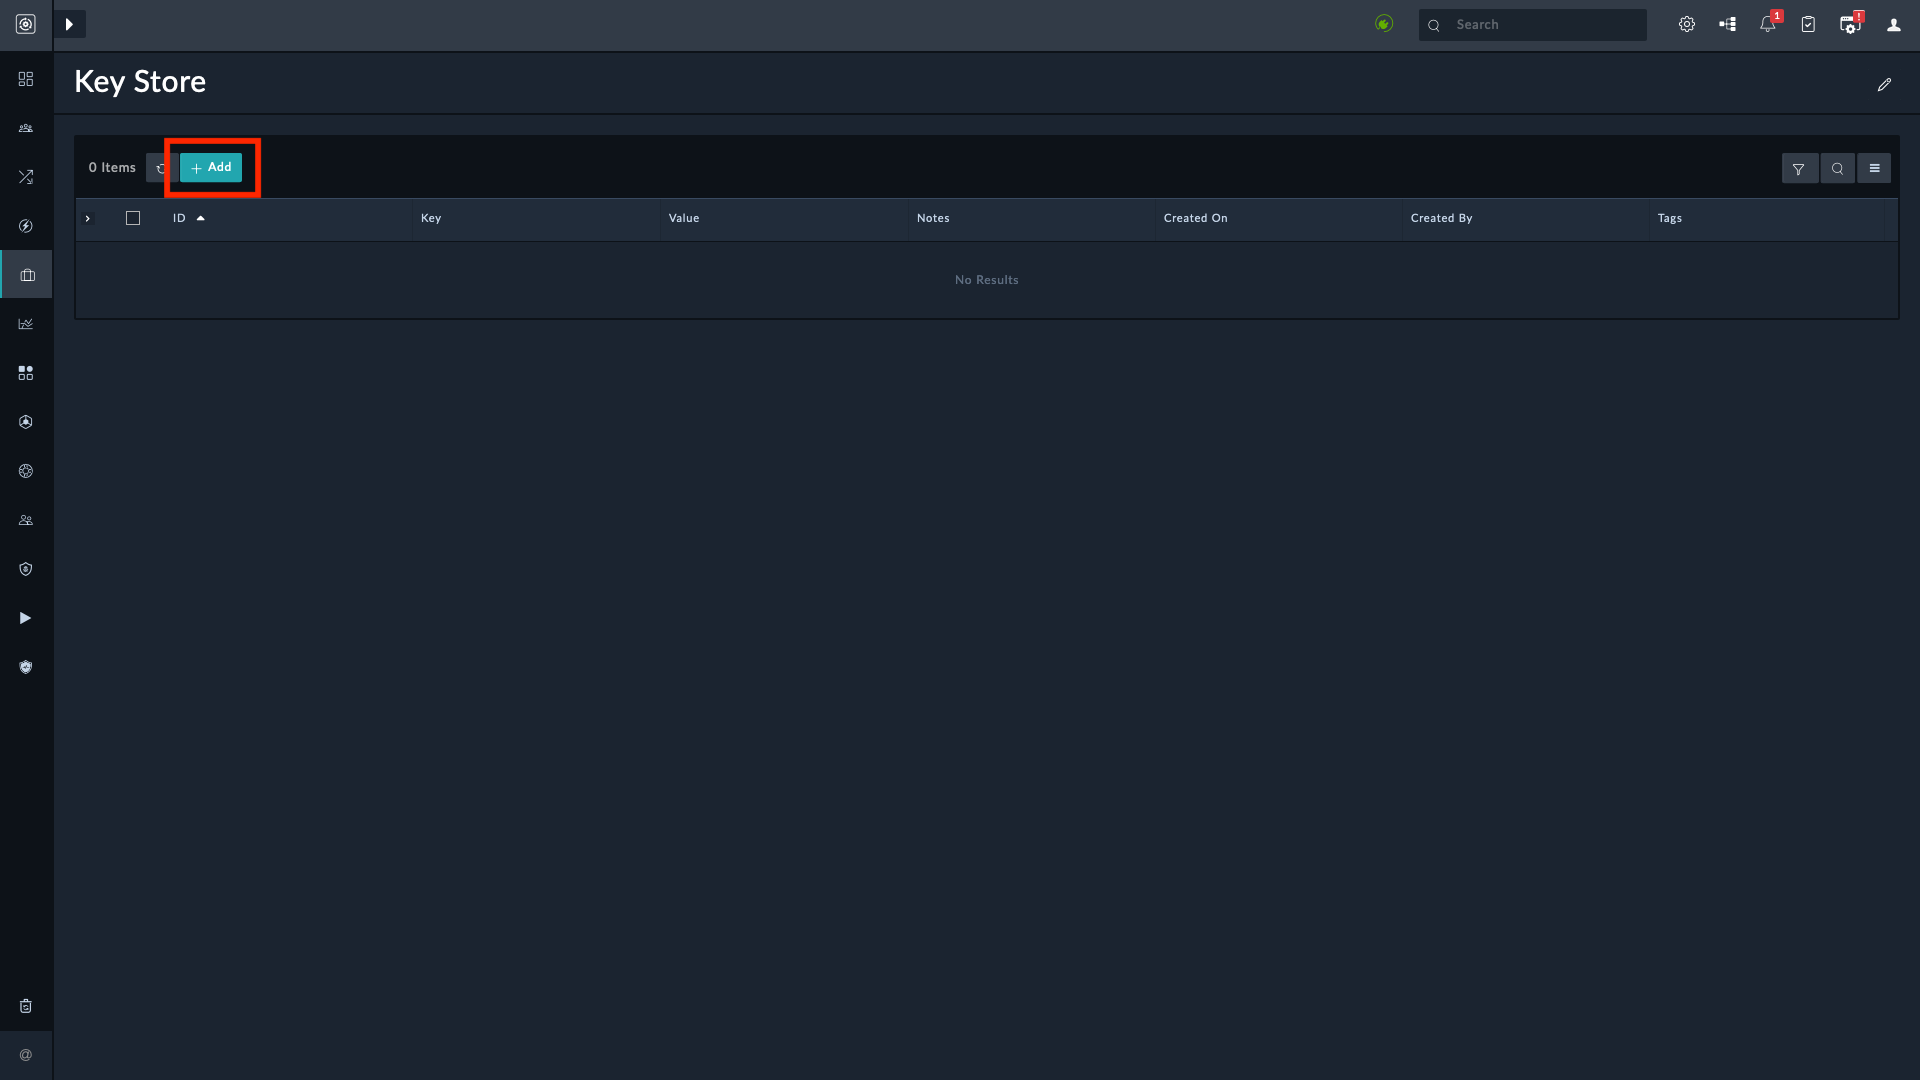 Search
1
!
Key Store
0 Items
+ Add
ID
Key
Value
Notes
Created On
Created By
Tags
No Results
@